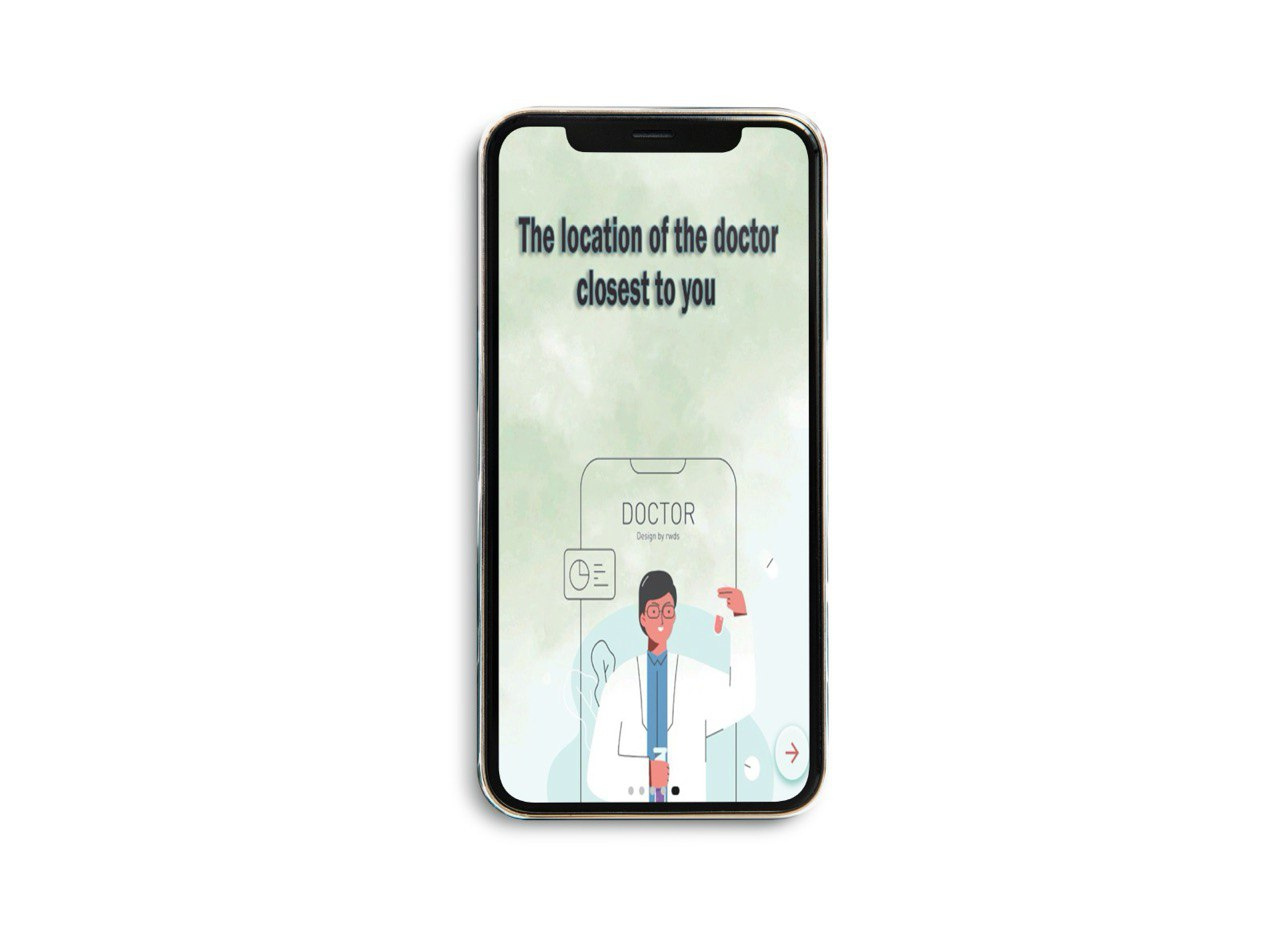 The location of the doctor
closest to you
DOCTOR
Design by rwds